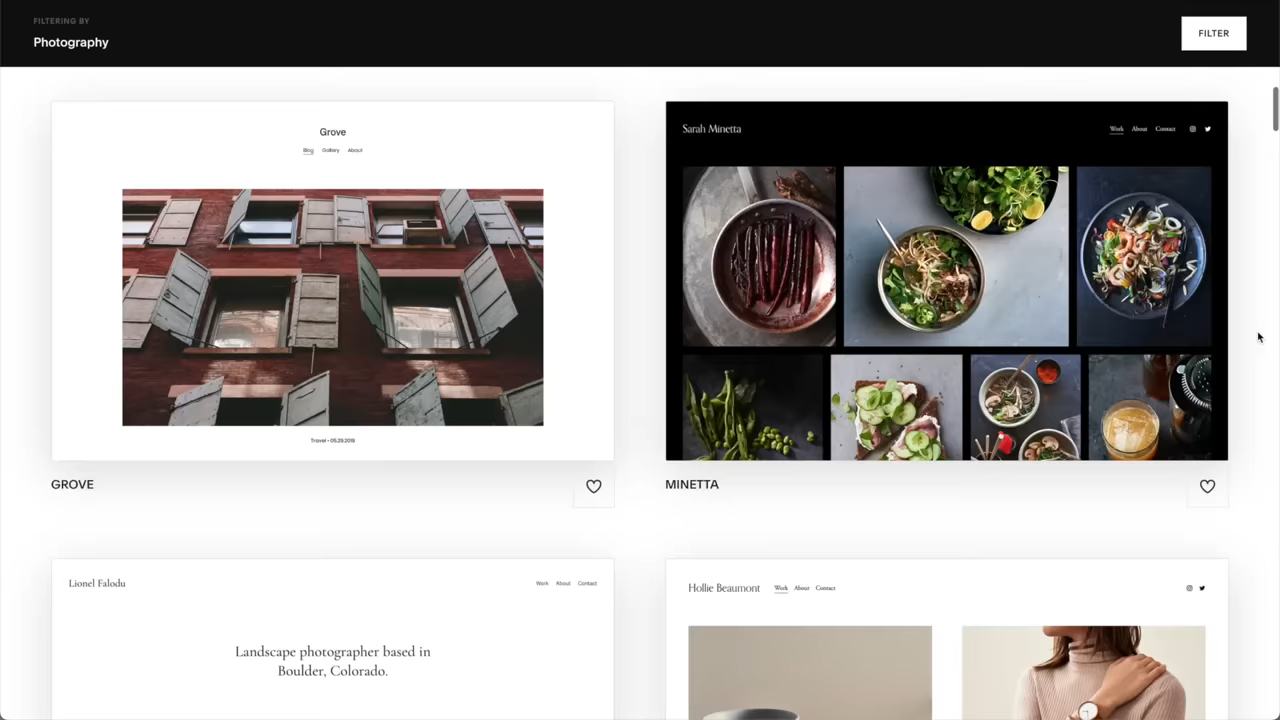 FILTERING BY
Photography
FILTER
Grove
Blog Gallery About
Travel • 05.29.2019
GROVE
Sarah Minetta
Work About Contact
MINETTA
Lionel Falodu
Work About Contact
Landscape photographer based in
Boulder, Colorado.
Hollie Beaumont
Work About Contact